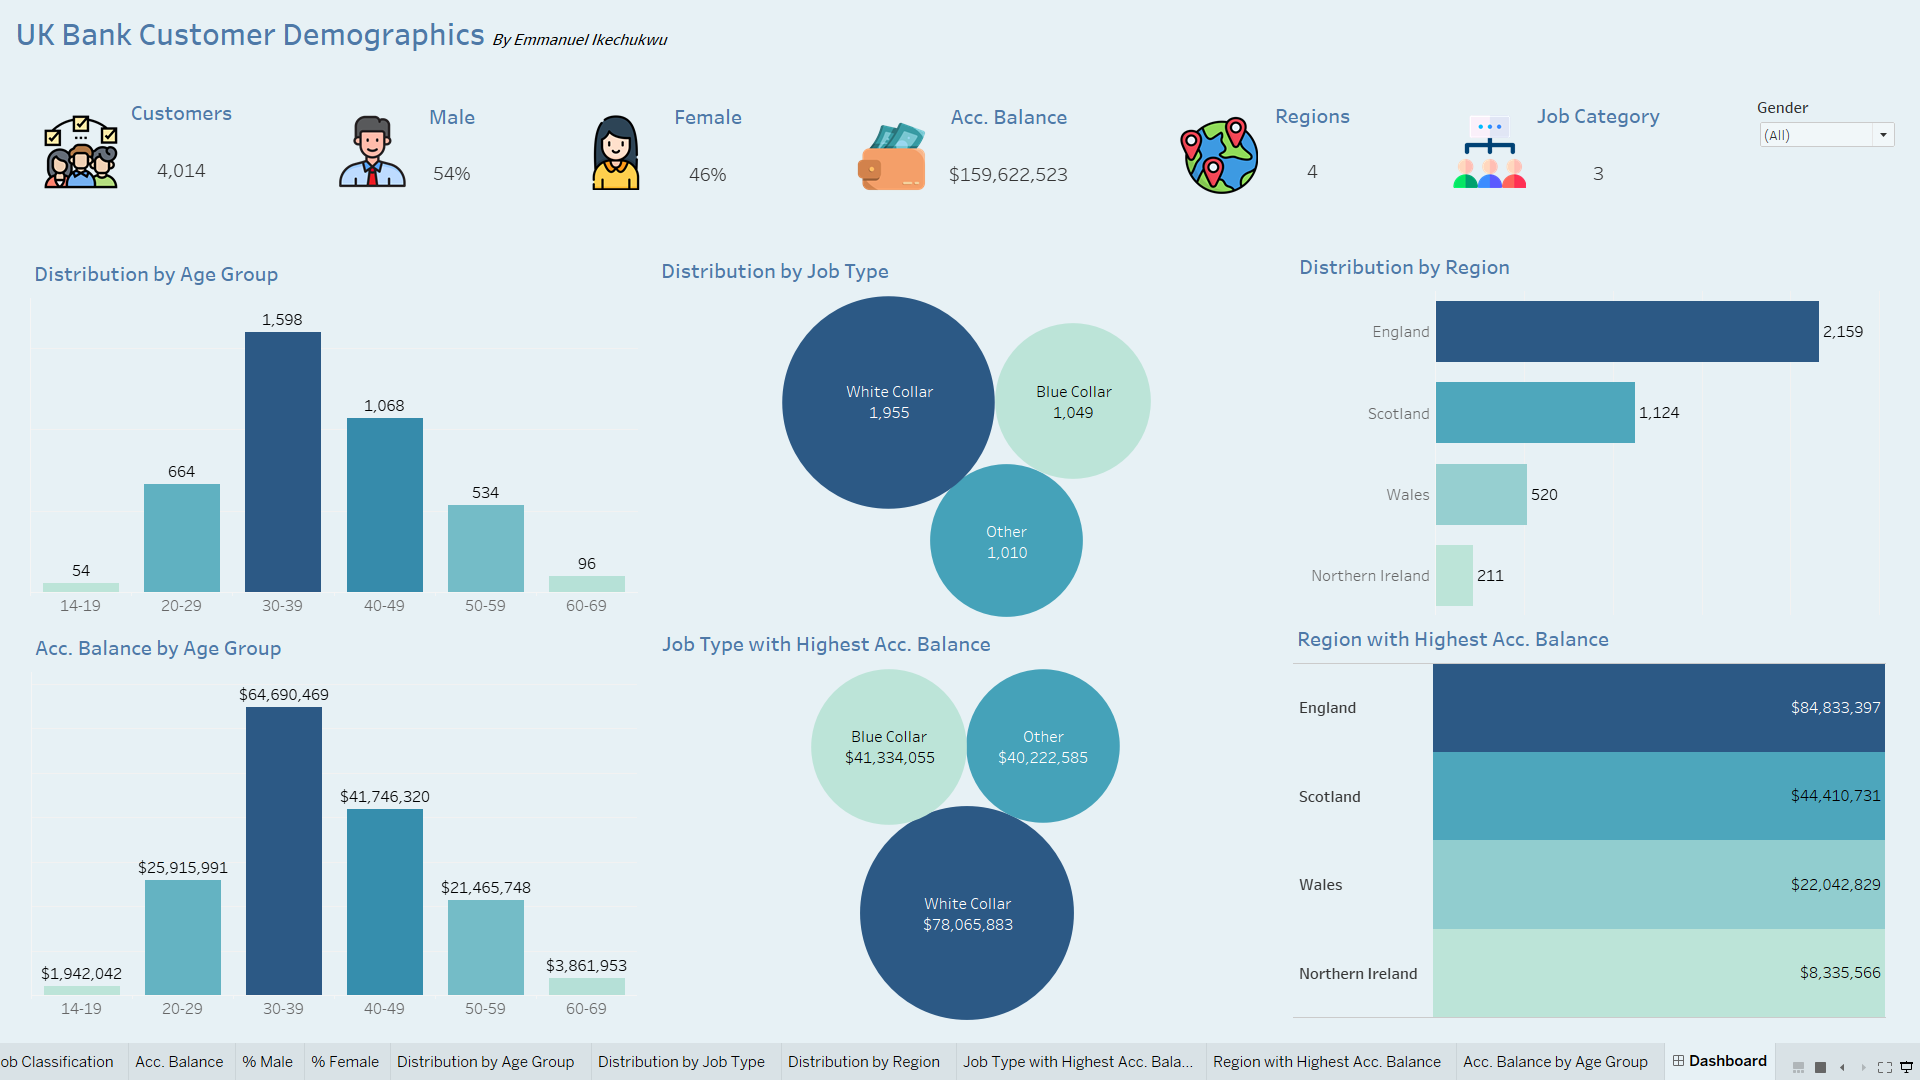 UK Bank Customer Demographics By Emmanuel Ikechukwu
Customers
4,014
Male
54%
Female
46%
Acc. Balance
$159,622,523
Regions
4
Job Category
3
Gender
(All)
Distribution by Age Group
1,598
1,068
664
534
54
96
14-19 20-29 30-39 40-49 50-59 60-69
Distribution by Job Type
White Collar
1,955
Blue Collar
1,049
Other
1,010
Distribution by Region
England 2,159
Scotland 1,124
Wales 520
Northern Ireland 211
Acc. Balance by Age Group
$64,690,469
$41,746,320
$25,915,991
$21,465,748
$1,942,042
$3,861,953
14-19 20-29 30-39 40-49 50-59 60-69
Job Type with Highest Acc. Balance
Blue Collar
$41,334,055
Other
$40,222,585
White Collar
$78,065,883
Region with Highest Acc. Balance
England $84,833,397
Scotland $44,410,731
Wales $22,042,829
Northern Ireland $8,335,566
ob Classification Acc. Balance % Male % Female Distribution by Age Group Distribution by Job Type Distribution by Region Job Type with Highest Acc. Bala... Region with Highest Acc. Balance Acc. Balance by Age Group Dashboard